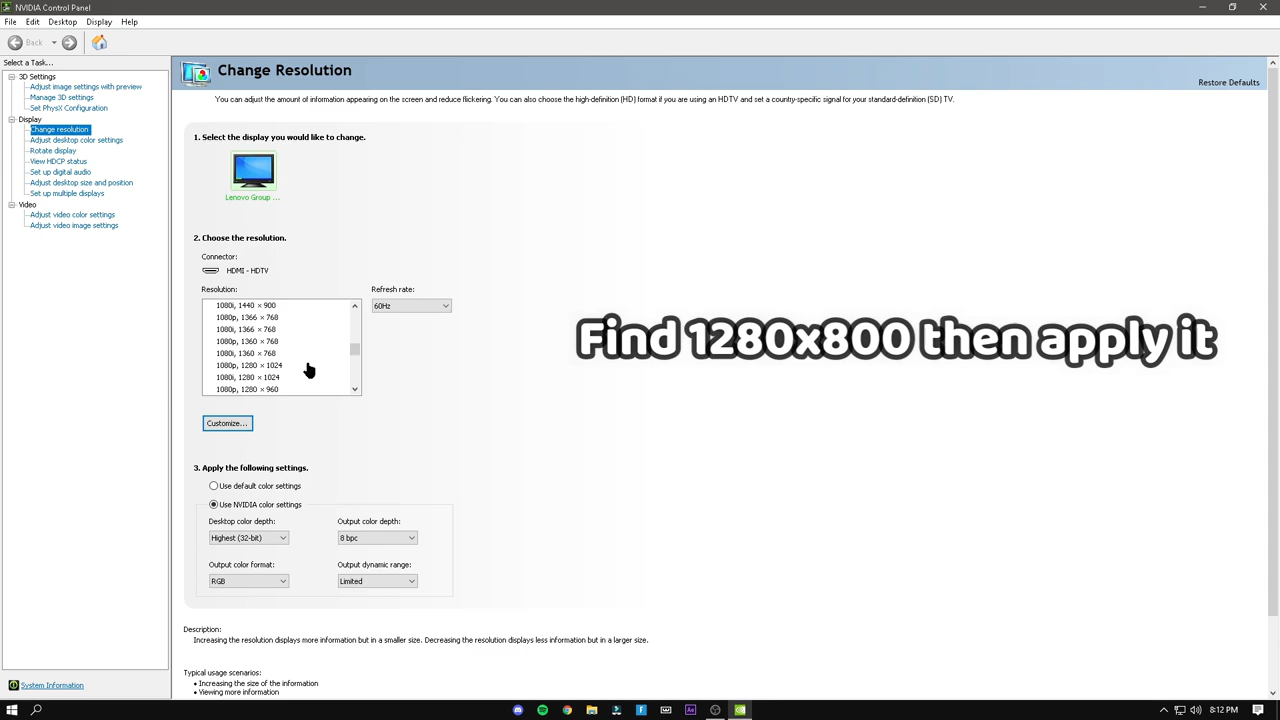 NVIDIA Control Panel
File Edit Desktop Display Help
Back
Select a Task...
3D Settings
Adjust image settings with preview
Manage 3D settings
Set PhysX Configuration
Display
Change resolution
Adjust desktop color settings
Rotate display
View HDCP status
Set up digital audio
Adjust desktop size and position
Set up multiple displays
Video
Adjust video color settings
Adjust video image settings
System Information
Change Resolution
Restore Defaults
You can adjust the amount of information appearing on the screen and reduce flickering. You can also choose the high-definition (HD) format if you are using an HDTV and set a country-specific signal for your standard-definition (SD) TV.
1. Select the display you would like to change.
Lenovo Group ...
2. Choose the resolution.
Connector:
HDMI - HDTV
Resolution:
1080i, 1440 × 900
1080p, 1366 × 768
1080i, 1366 × 768
1080p, 1360 × 768
1080i, 1360 × 768
1080p, 1280 × 1024
1080i, 1280 × 1024
1080p, 1280 × 960
Refresh rate:
60Hz
Find 1280x800 then apply it
Customize...
3. Apply the following settings.
Use default color settings
Use NVIDIA color settings
Desktop color depth:
Output color depth:
Highest (32-bit)
8 bpc
Output color format:
Output dynamic range:
RGB
Limited
Description:
Increasing the resolution displays more information but in a smaller size. Decreasing the resolution displays less information but in a larger size.
Typical usage scenarios:
• Increasing the size of the information
• Viewing more information
8:12 PM